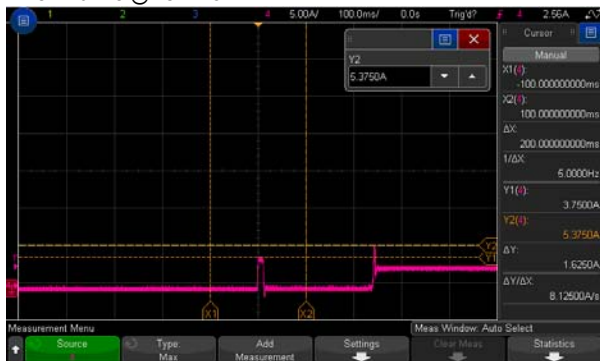 1 2 3 4 5.00A/ 100.0ms/ 0.0s Trig'd? 4 2.56A
Cursor
Manual
Y2
5.3750A
X1(4):
-100.000000000ms
X2(4):
100.000000000ms
ΔX:
200.000000000ms
1/ΔX:
5.0000Hz
Y1(4):
3.7500A
Y2(4):
5.3750A
ΔY:
1.6250A
ΔY/ΔX:
8.12500A/s
Y2
Y1
X1 X2
Measurement Menu
Meas Window: Auto Select
Source
4
Type:
Max
Add
Measurement
Settings
Clear Meas
Statistics